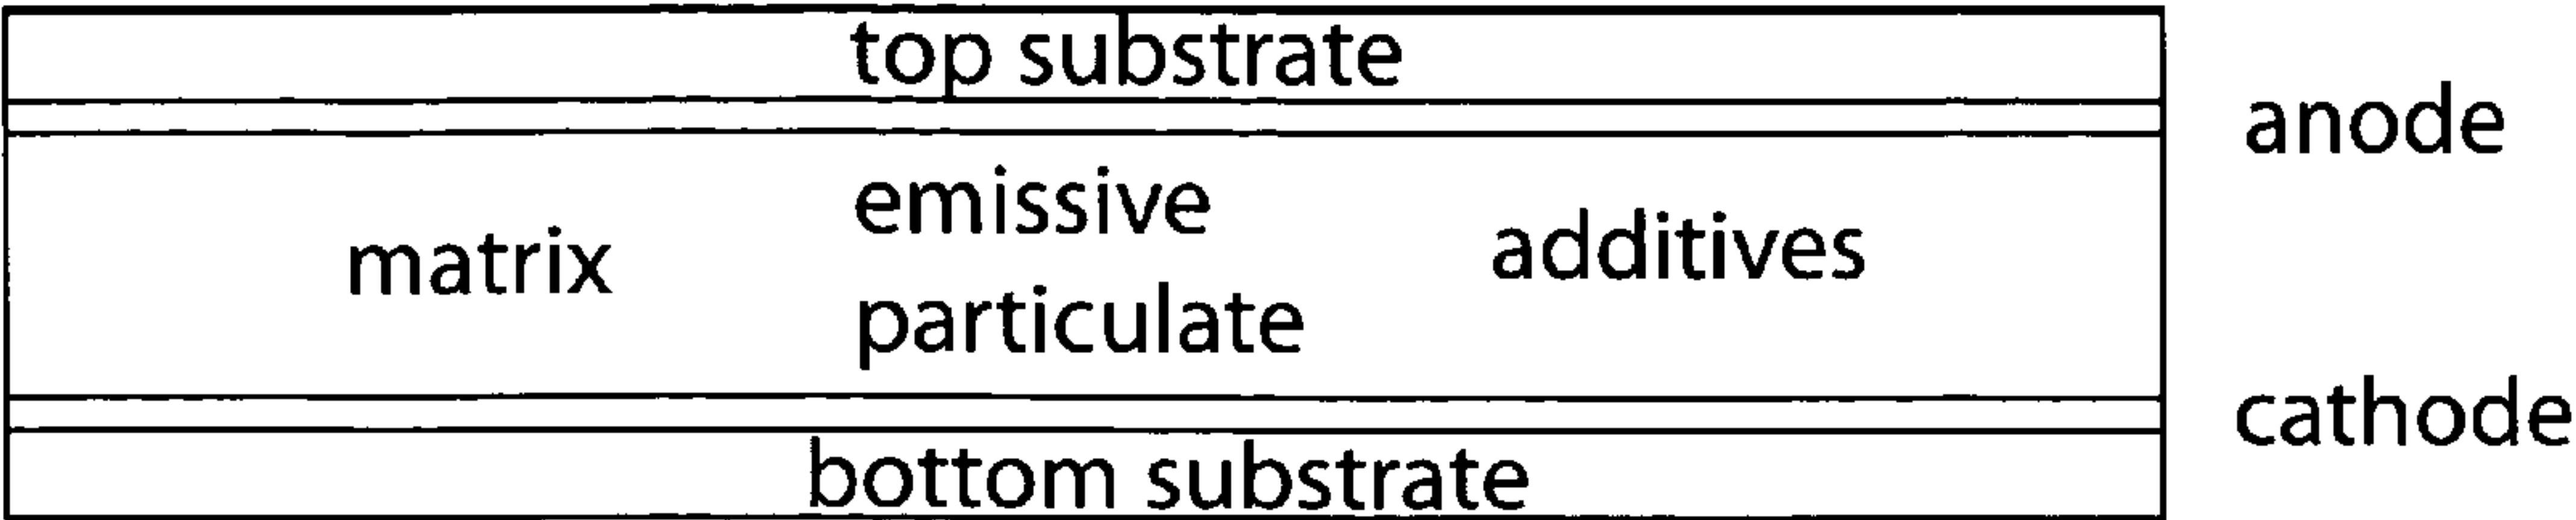 top substrate
anode
emissive
matrix
additives
particulate
cathode
bottom substrate